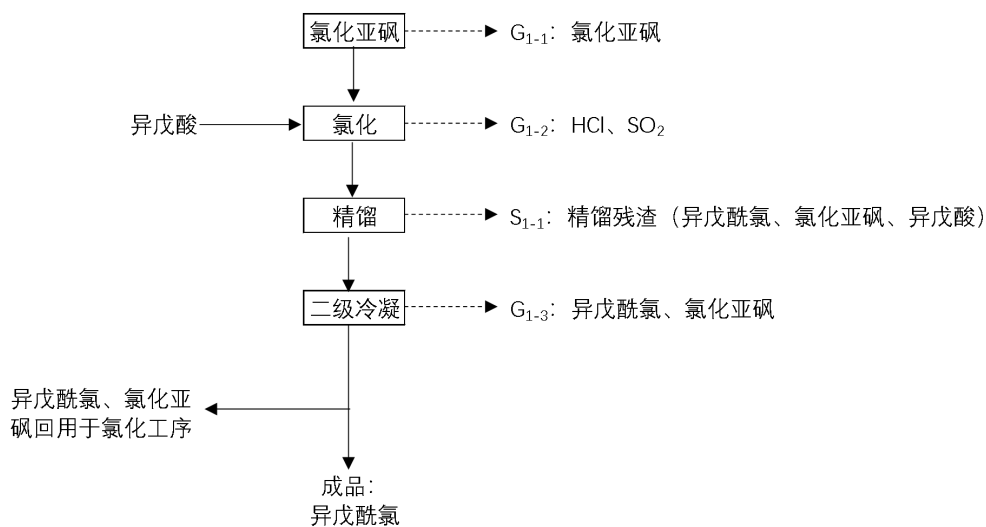 氯化亚砜
G1-1：氯化亚砜
异戊酸
氯化
G1-2：HCl、SO2
精馏
S1-1：精馏残渣（异戊酰氯、氯化亚砜、异戊酸）
二级冷凝
G1-3：异戊酰氯、氯化亚砜
异戊酰氯、氯化亚
砜回用于氯化工序
成品：
异戊酰氯